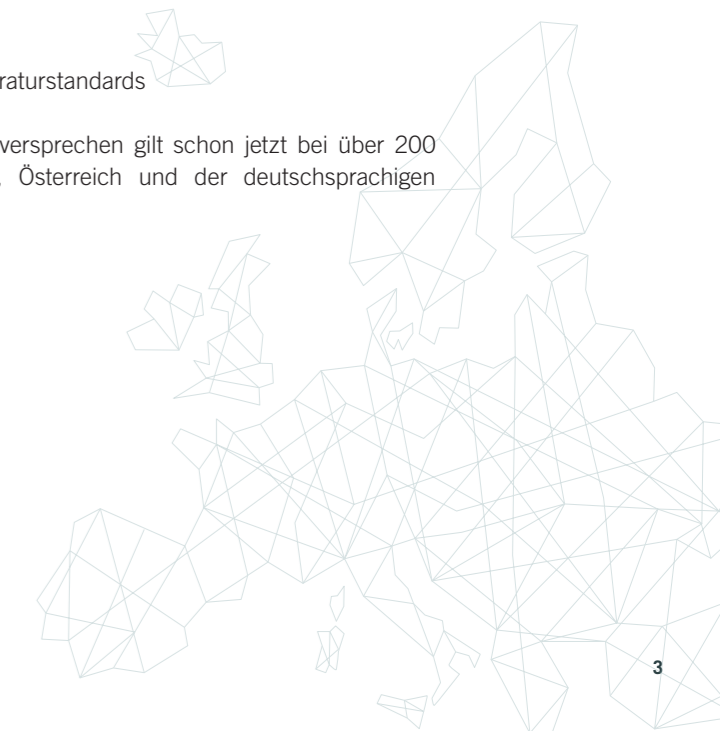 raturstandards
versprechen gilt schon jetzt bei über 200
Österreich und der deutschsprachigen
3